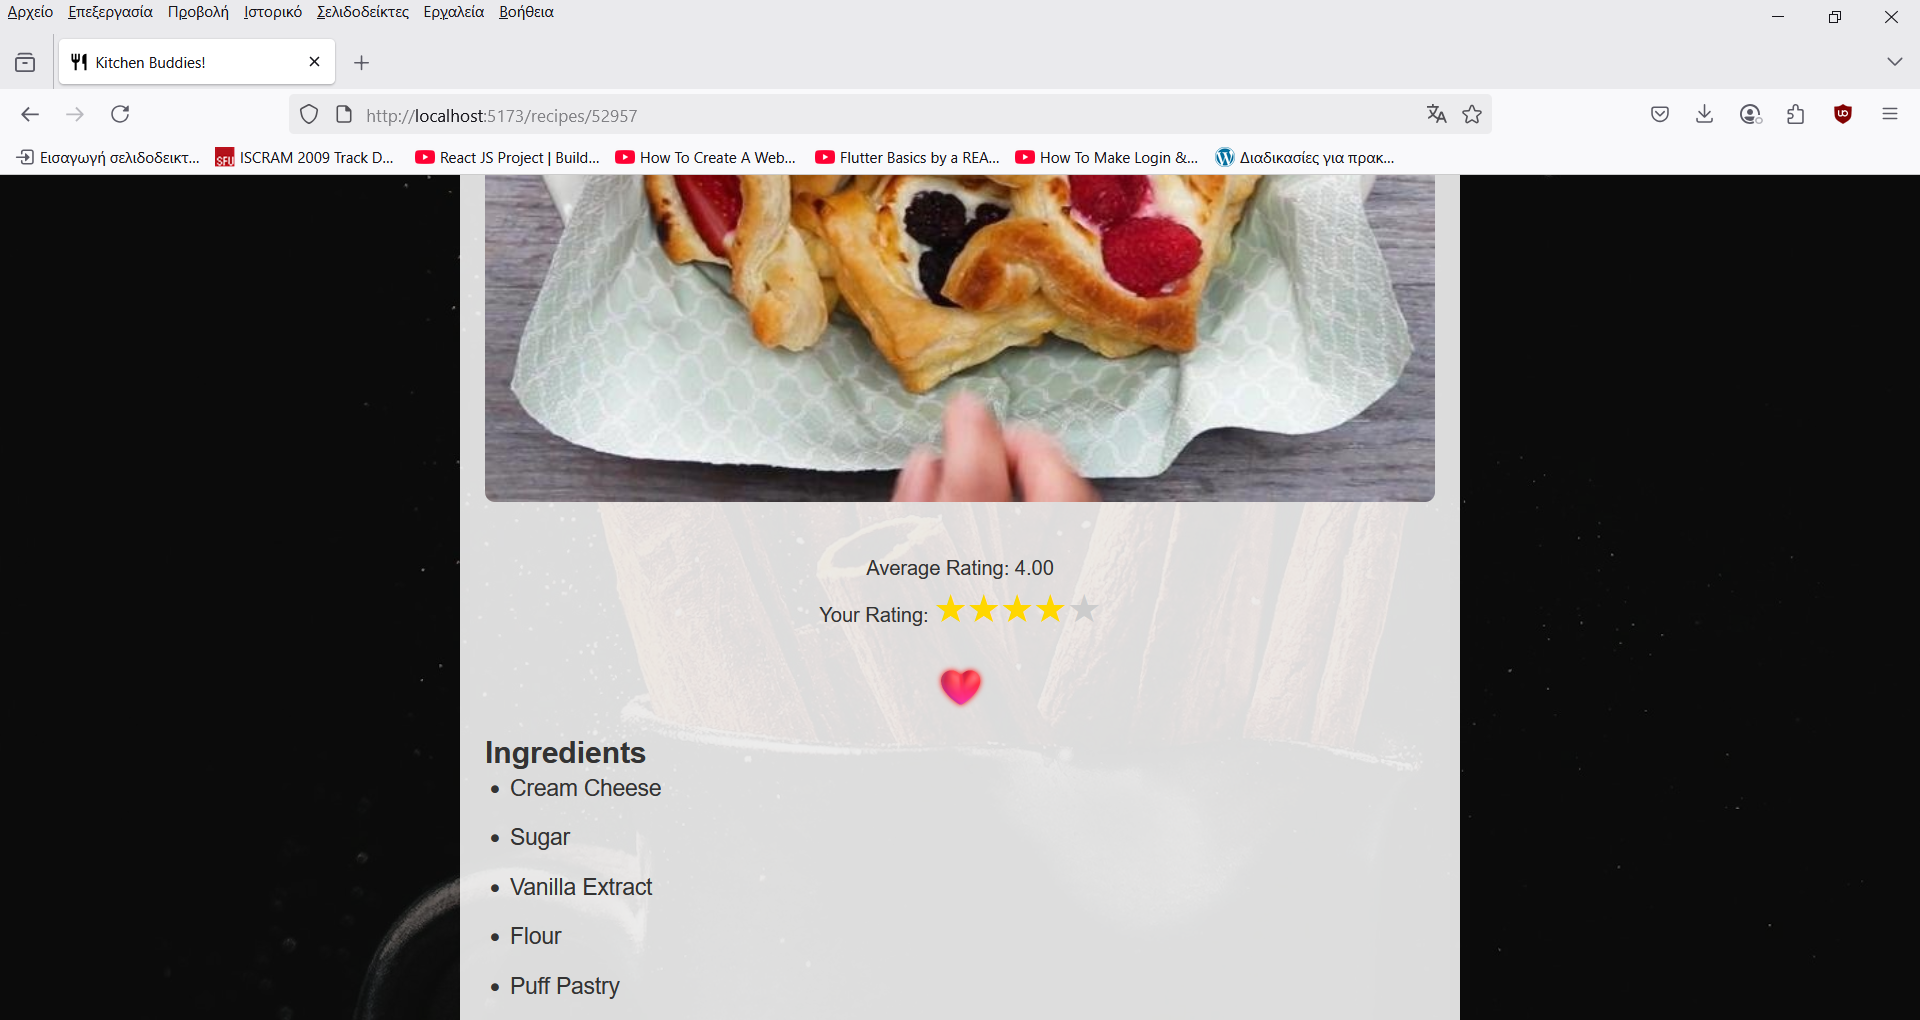 Αρχείο Επεξεργασία Προβολή Ιστορικό Σελιδοδείκτες Εργαλεία Βοήθεια
Kitchen Buddies!
http://localhost:5173/recipes/52957
Εισαγωγή σελιδοδεικτ... SFU ISCRAM 2009 Track D... React JS Project | Build... How To Create A Web... Flutter Basics by a REA... How To Make Login &... Διαδικασίες για πρακ...
Average Rating: 4.00
Your Rating: ★★★★★
Ingredients
• Cream Cheese
• Sugar
• Vanilla Extract
• Flour
• Puff Pastry